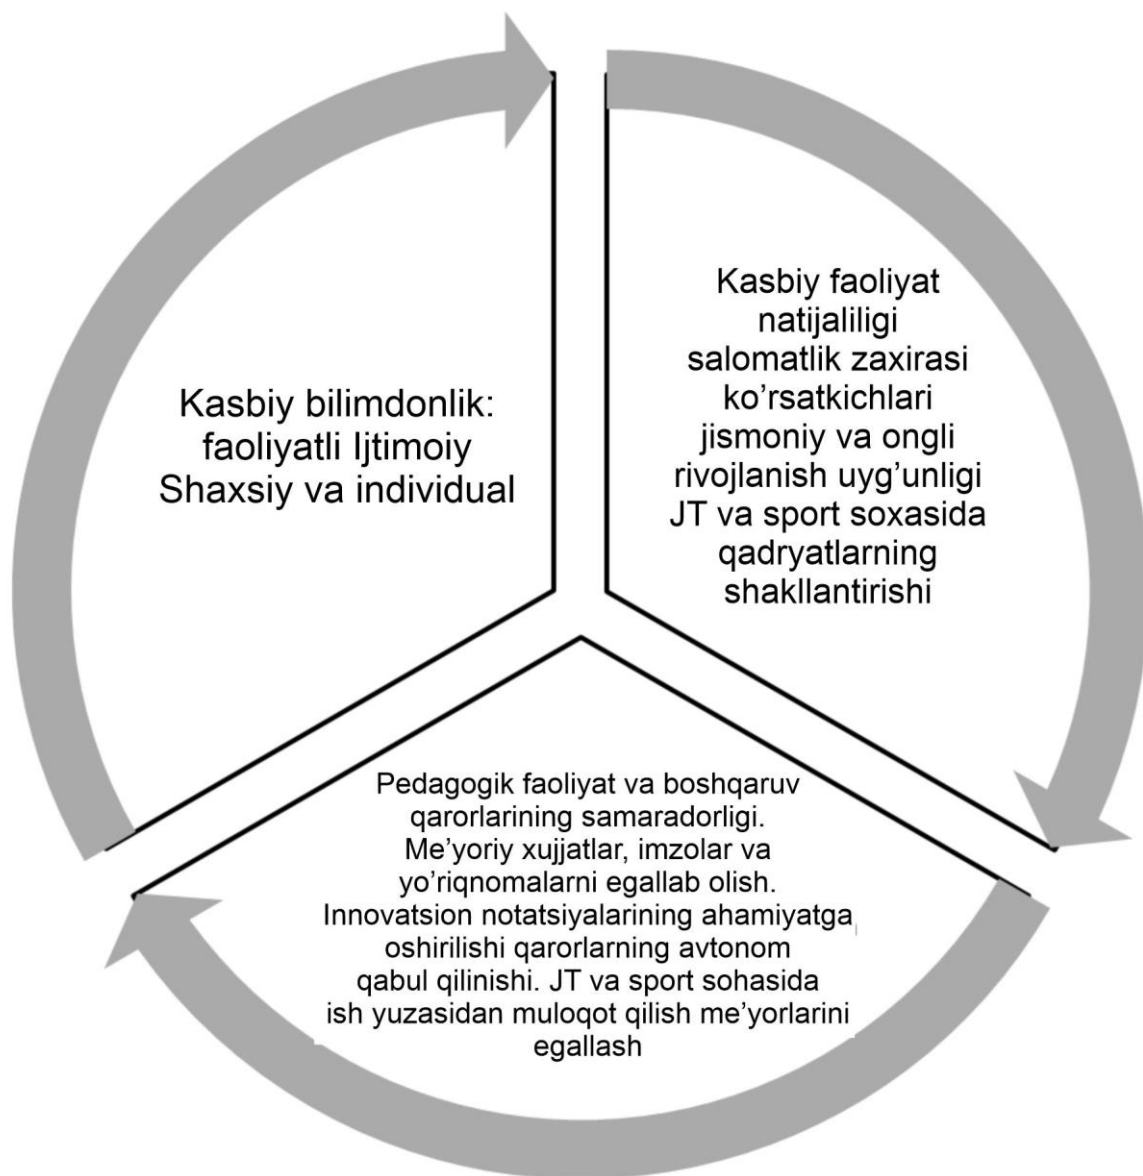 Kasbiy bilimdonlik:
faoliyatli Ijtimoiy
Shaxsiy va individual
Kasbiy faoliyat
natijaliligi
salomatlik zaxirasi
ko’rsatkichlari
jismoniy va ongli
rivojlanish uyg’unligi
JT va sport soxasida
qadryatlarning
shakllantirishi
Pedagogik faoliyat va boshqaruv
qarorlarining samaradorligi.
Me’yoriy xujjatlar, imzolar va
yo’riqnomalarni egallab olish.
Innovatsion notatsiyalarining ahamiyatga
oshirilishi qarorlarning avtonom
qabul qilinishi. JT va sport sohasida
ish yuzasidan muloqot qilish me’yorlarini
egallash